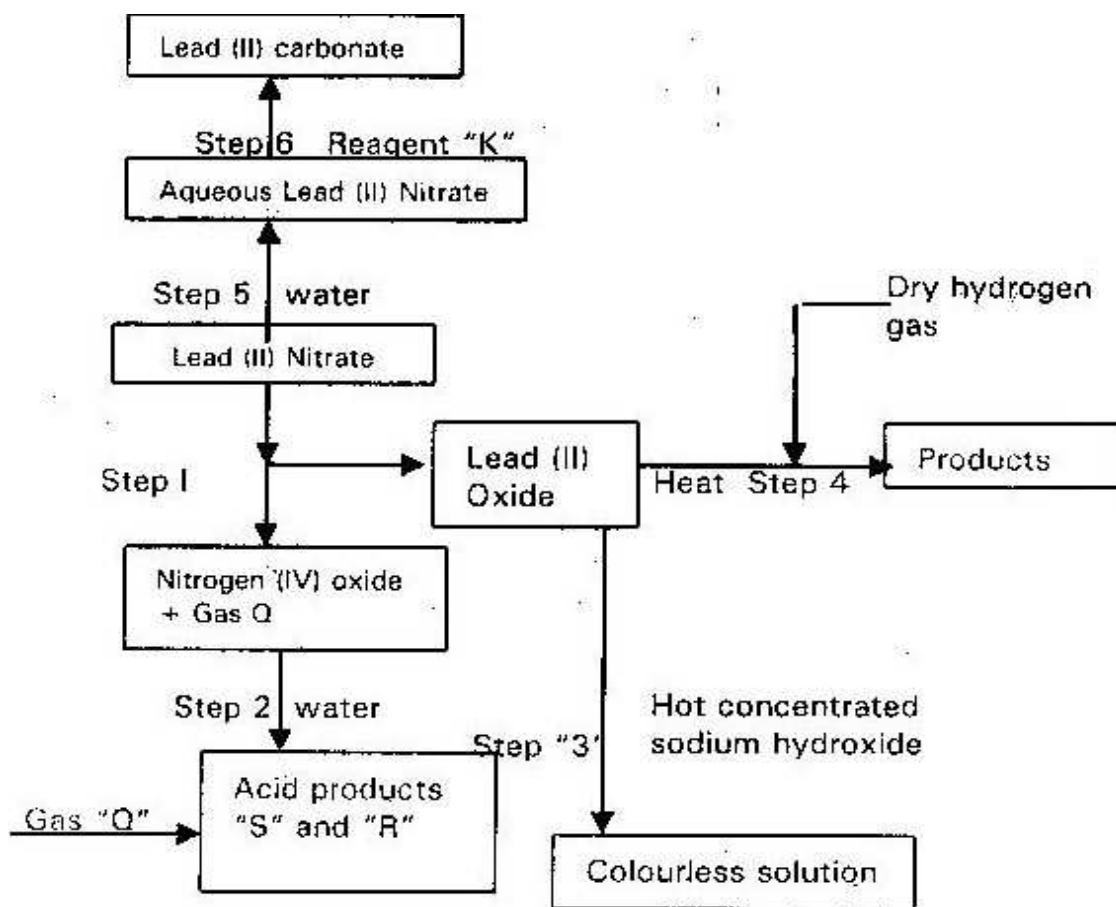 Lead (II) carbonate
Step 6 Reagent "K"
Aqueous Lead (II) Nitrate
Step 5 water
Dry hydrogen
gas
Lead (II) Nitrate
Step I
Lead (II)
Oxide
Heat Step 4
Products
Nitrogen (IV) oxide
+ Gas Q
Step 2 water
Step "3'
Hot concentrated
sodium hydroxide
Acid products
"S" and "R"
Gas "Q"
Colourless solution